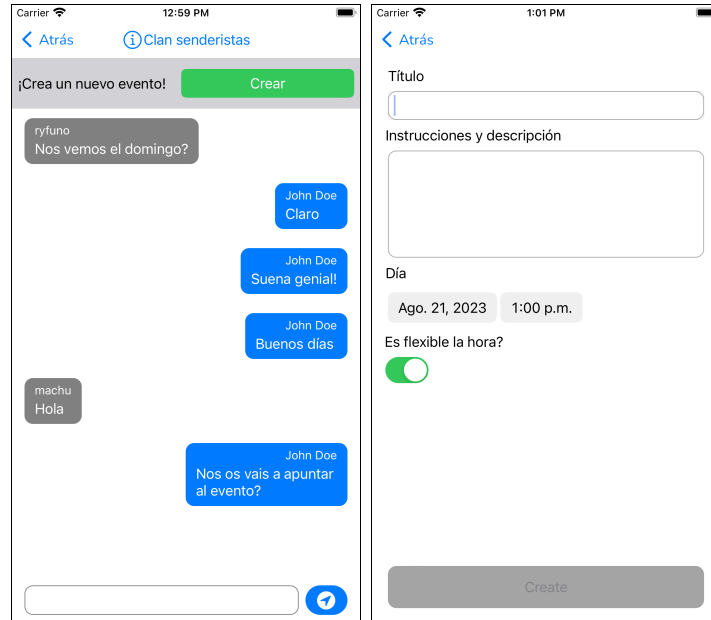 Carrier 12:59 PM
Atrás Clan senderistas
¡Crea un nuevo evento! Crear
ryfuno
Nos vemos el domingo?
John Doe
Claro
John Doe
Suena genial!
John Doe
Buenos días
machu
Hola
John Doe
Nos os vais a apuntar
al evento?
Carrier 1:01 PM
Atrás
Título
Instrucciones y descripción
Día
Ago. 21, 2023 1:00 p.m.
Es flexible la hora?
Create